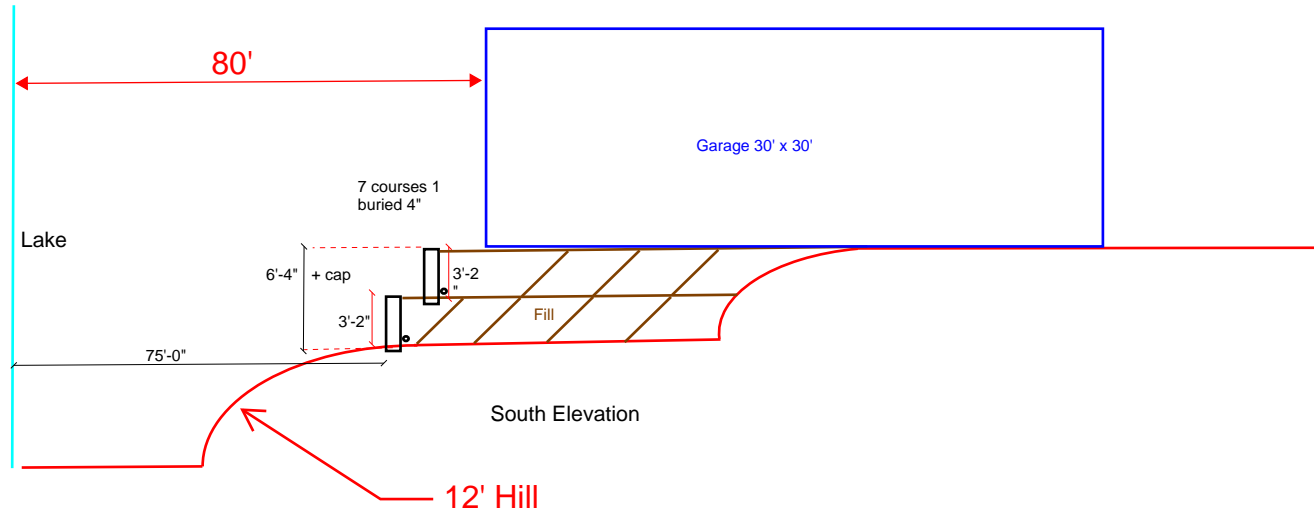 80'
Garage 30' x 30'
7 courses 1
buried 4"
Lake
6'-4"
+ cap
3'-2
"
3'-2"
Fill
75'-0"
South Elevation
12' Hill